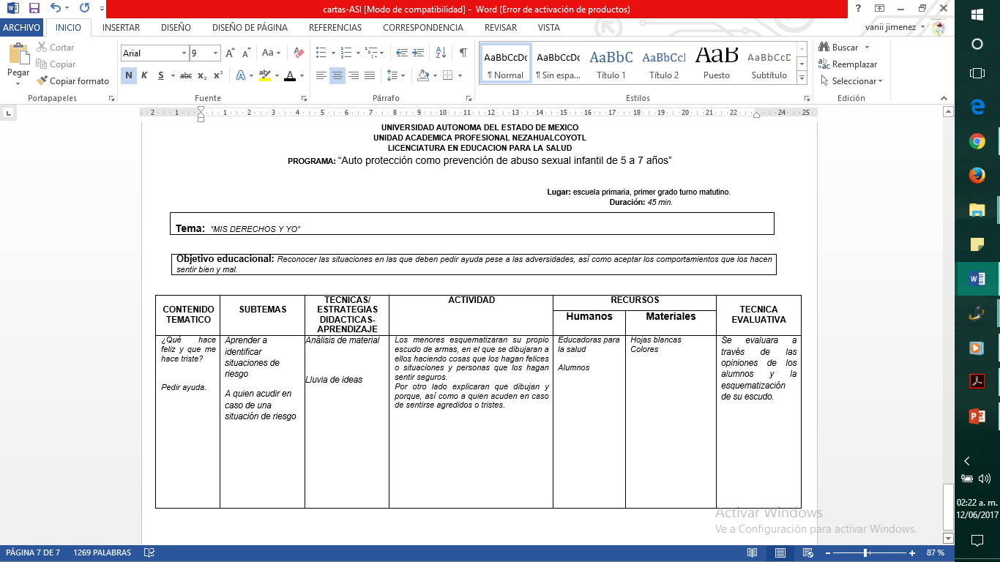 cartas-ASI [Modo de compatibilidad] - Word (Error de activación de productos)
ARCHIVO INICIO INSERTAR DISEÑO DISEÑO DE PÁGINA REFERENCIAS CORRESPONDENCIA REVISAR VISTA vanii jimenez
Pegar
Cortar
Copiar
Copiar formato
Portapapeles
Arial 9
N K S abc x₂ x²
Fuente
Párrafo
AaBbCcDc AaBbCcDc AaBbC AaBbCcI AaB AaBbCcD
¶ Normal ¶ Sin espa... Título 1 Título 2 Puesto Subtítulo
Estilos
Buscar
Reemplazar
Seleccionar
Edición
2 1 1 2 3 4 5 6 7 8 9 10 11 12 13 14 15 16 17 18 19 20 21 22 24 25
UNIVERSIDAD AUTONOMA DEL ESTADO DE MEXICO
UNIDAD ACADEMICA PROFESIONAL NEZAHUALCOYOTL
LICENCIATURA EN EDUCACION PARA LA SALUD
PROGRAMA: “Auto protección como prevención de abuso sexual infantil de 5 a 7 años”
Lugar: escuela primaria, primer grado turno matutino.
Duración: 45 min.
Tema: “MIS DERECHOS Y YO”
Objetivo educacional: Reconocer las situaciones en las que deben pedir ayuda pese a las adversidades, así como aceptar los comportamientos que los hacen
sentir bien y mal.
CONTENIDO
TEMATICO
SUBTEMAS
TECNICAS/
ESTRATEGIAS
DIDACTICAS-
APRENDIZAJE
ACTIVIDAD
RECURSOS
Humanos
Materiales
TECNICA
EVALUATIVA
¿Qué hace
feliz y que me
hace triste?
Pedir ayuda.
Aprender a
identificar
situaciones de
riesgo
A quien acudir en
caso de una
situación de riesgo
Análisis de material
Lluvia de ideas
Los menores esquematizaran su propio
escudo de armas, en el que se dibujaran a
ellos haciendo cosas que los hagan felices
o situaciones y personas que los hagan
sentir seguros.
Por otro lado explicaran que dibujan y
porque, así como a quien acuden en caso
de sentirse agredidos o tristes.
Educadoras para
la salud
Alumnos
Hojas blancas
Colores
Se evaluara a
través de las
opiniones de los
alumnos y la
esquematización
de su escudo.
Activar Windows
Ve a Configuración para activar Windows.
PÁGINA 7 DE 7 1269 PALABRAS 87 %
02:22 a. m.
12/06/2017